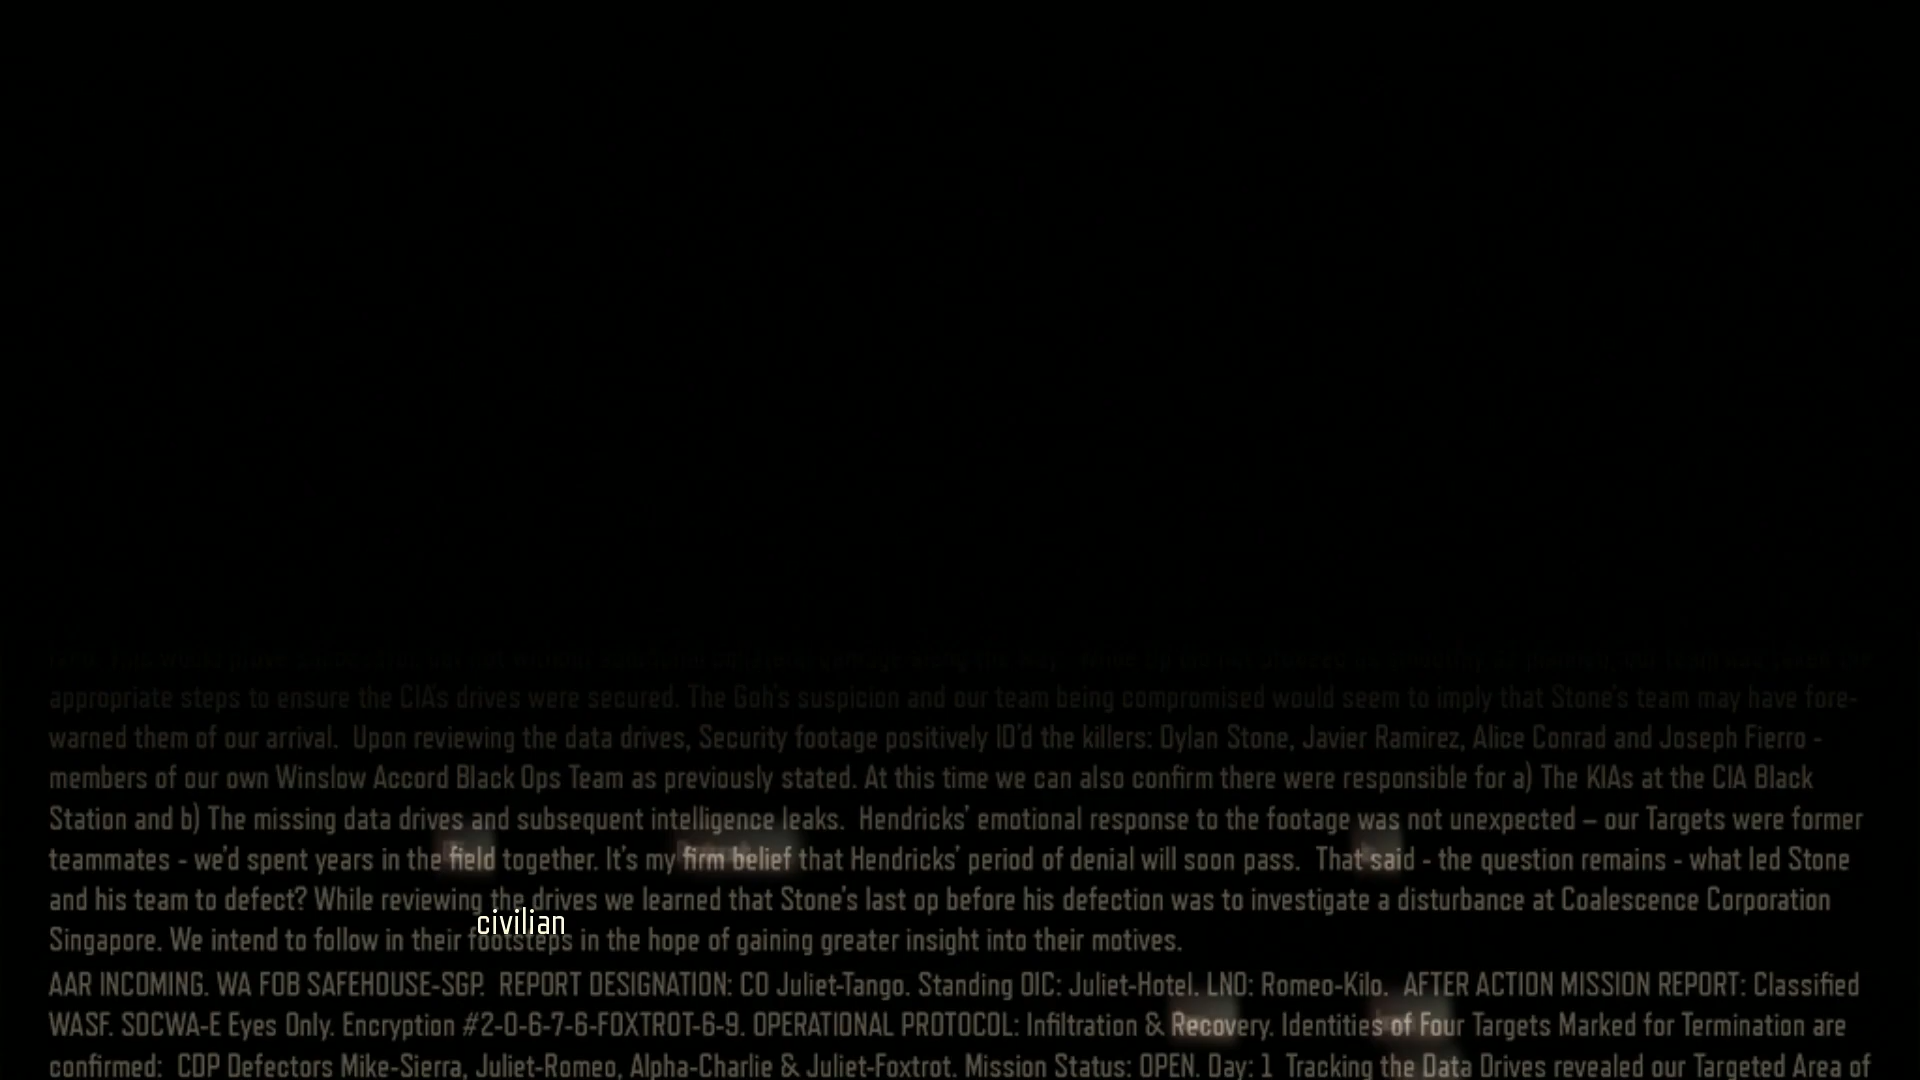 appropriate steps to ensure the CIA's drives were secured. The Goh's suspicion and our team being compromised would seem to imply that Stone's team may have fore-
warned them of our arrival.  Upon reviewing the data drives, Security footage positively ID'd the killers: Dylan Stone, Javier Ramirez, Alice Conrad and Joseph Fierro -
members of our own Winslow Accord Black Ops Team as previously stated. At this time we can also confirm there were responsible for a) The KIAs at the CIA Black
Station and b) The missing data drives and subsequent intelligence leaks.  Hendricks' emotional response to the footage was not unexpected – our Targets were former
teammates - we'd spent years in the field together. It's my firm belief that Hendricks' period of denial will soon pass.  That said - the question remains - what led Stone
and his team to defect? While reviewing the drives we learned that Stone's last op before his defection was to investigate a disturbance at Coalescence Corporation
civilian
Singapore. We intend to follow in their footsteps in the hope of gaining greater insight into their motives.
AAR INCOMING. WA FOB SAFEHOUSE-SGP.  REPORT DESIGNATION: CO Juliet-Tango. Standing OIC: Juliet-Hotel. LNO: Romeo-Kilo.  AFTER ACTION MISSION REPORT: Classified
WASF. SOCWA-E Eyes Only. Encryption #2-0-6-7-6-FOXTROT-6-9. OPERATIONAL PROTOCOL: Infiltration & Recovery. Identities of Four Targets Marked for Termination are
confirmed:  CDP Defectors Mike-Sierra, Juliet-Romeo, Alpha-Charlie & Juliet-Foxtrot. Mission Status: OPEN. Day: 1  Tracking the Data Drives revealed our Targeted Area of